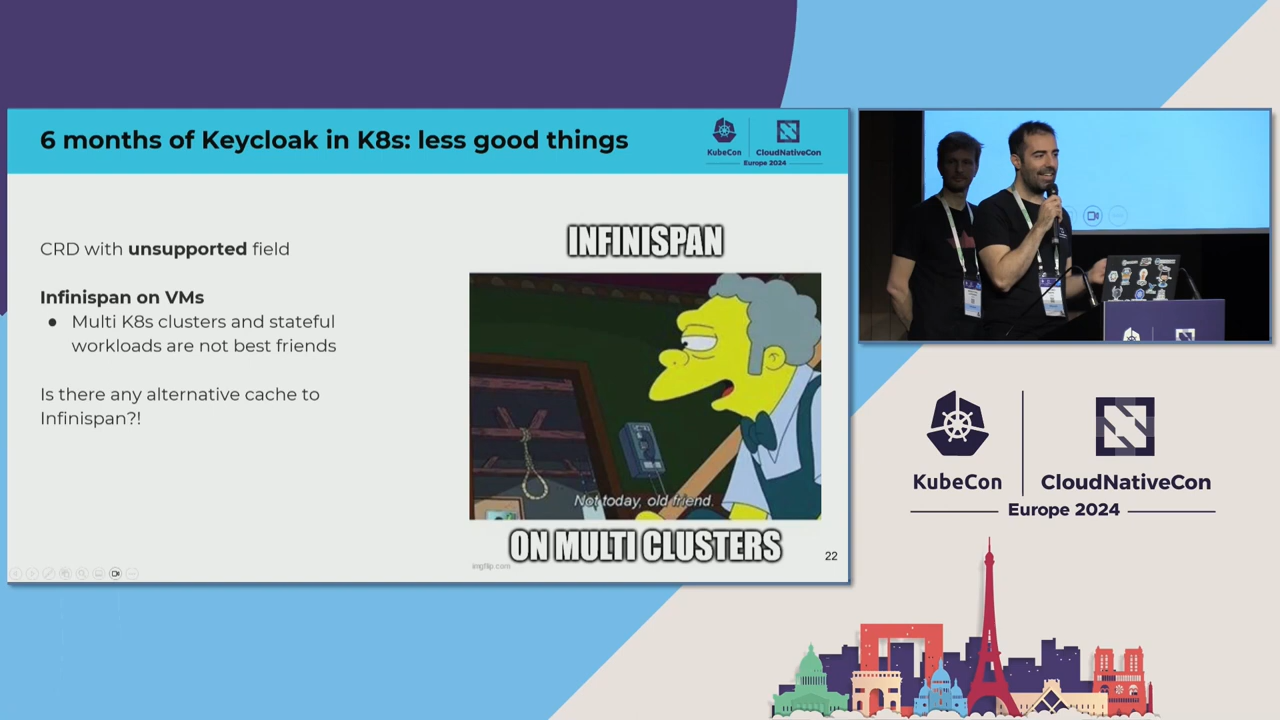 6 months of Keycloak in K8s: less good things
KubeCon
CloudNativeCon
Europe 2024
CRD with unsupported field
Infinispan on VMs
● Multi K8s clusters and stateful
workloads are not best friends
Is there any alternative cache to
Infinispan?!
INFINISPAN
Not today, old friend.
ON MULTI CLUSTERS
imgflip.com
22
KubeCon
CloudNativeCon
Europe 2024